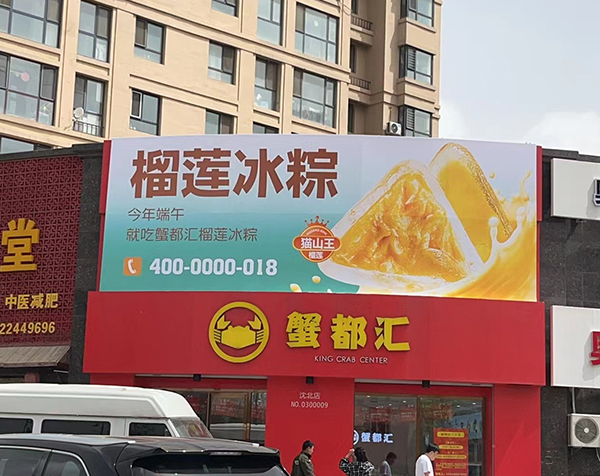 榴莲冰粽
今年端午
就吃蟹都汇榴莲冰粽
猫山王
榴莲
400-0000-018
堂
中医减肥
22449696
蟹都汇
KING CRAB CENTER
沈北店
NO.0300009
蟹都汇